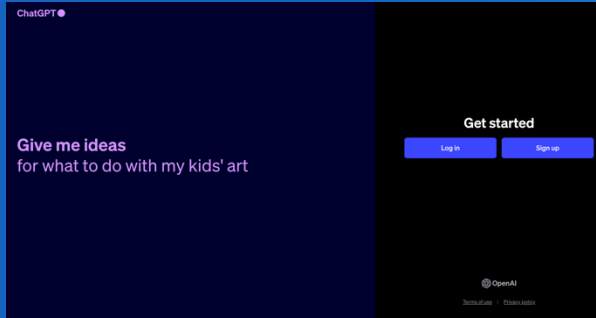 ChatGPT
Give me ideas
for what to do with my kids' art
Get started
Log in
Sign up
OpenAI
Terms of use | Privacy policy